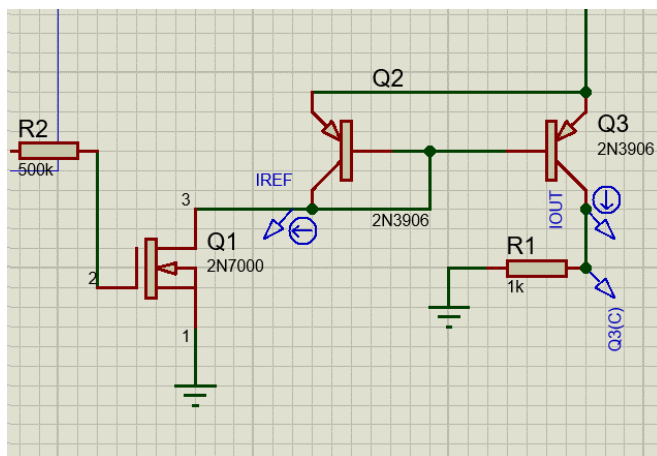 Q2
R2
500k
Q3
2N3906
IREF
2N3906
IOUT
3
Q1
2N7000
2
1
R1
1k
Q3(C)